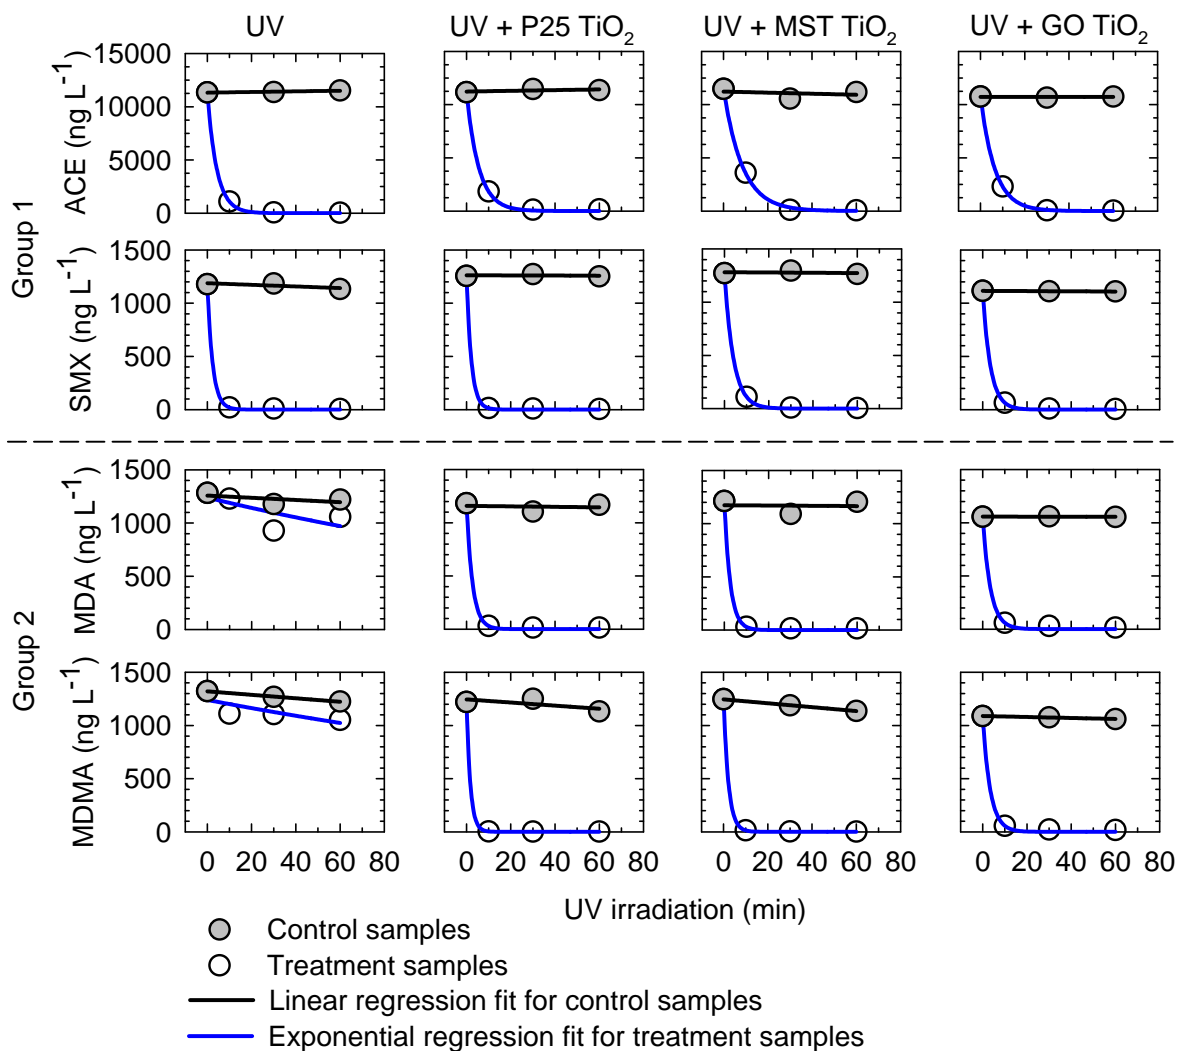 UV UV + P25 TiO₂ UV + MST TiO₂ UV + GO TiO₂
Group 1
ACE (ng L⁻¹)
15000
10000
5000
0
SMX (ng L⁻¹)
1500
1000
500
0
Group 2
MDA (ng L⁻¹)
1500
1000
500
0
MDMA (ng L⁻¹)
1500
1000
500
0
0 20 40 60 80 0 20 40 60 80 0 20 40 60 80 0 20 40 60 80
UV irradiation (min)
Control samples
Treatment samples
Linear regression fit for control samples
Exponential regression fit for treatment samples